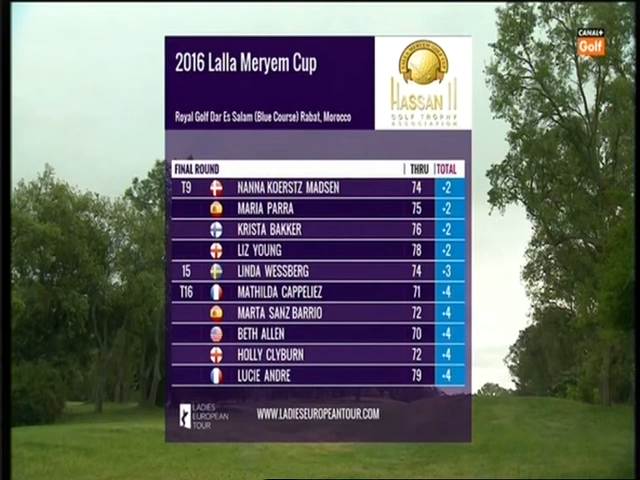 CANAL+
Golf
2016 Lalla Meryem Cup
Royal Golf Dar Es Salam (Blue Course) Rabat, Morocco
HASSAN II
GOLF TROPHY
ASSOCIATION
FINAL ROUND THRU TOTAL
T9 NANNA KOERSTZ MADSEN 74 +2
MARIA PARRA 75 +2
KRISTA BAKKER 76 +2
LIZ YOUNG 78 +2
15 LINDA WESSBERG 74 +3
T16 MATHILDA CAPPELIEZ 71 +4
MARTA SANZ BARRIO 72 +4
BETH ALLEN 70 +4
HOLLY CLYBURN 72 +4
LUCIE ANDRE 79 +4
LADIES
EUROPEAN
TOUR
WWW.LADIESEUROPEANTOUR.COM